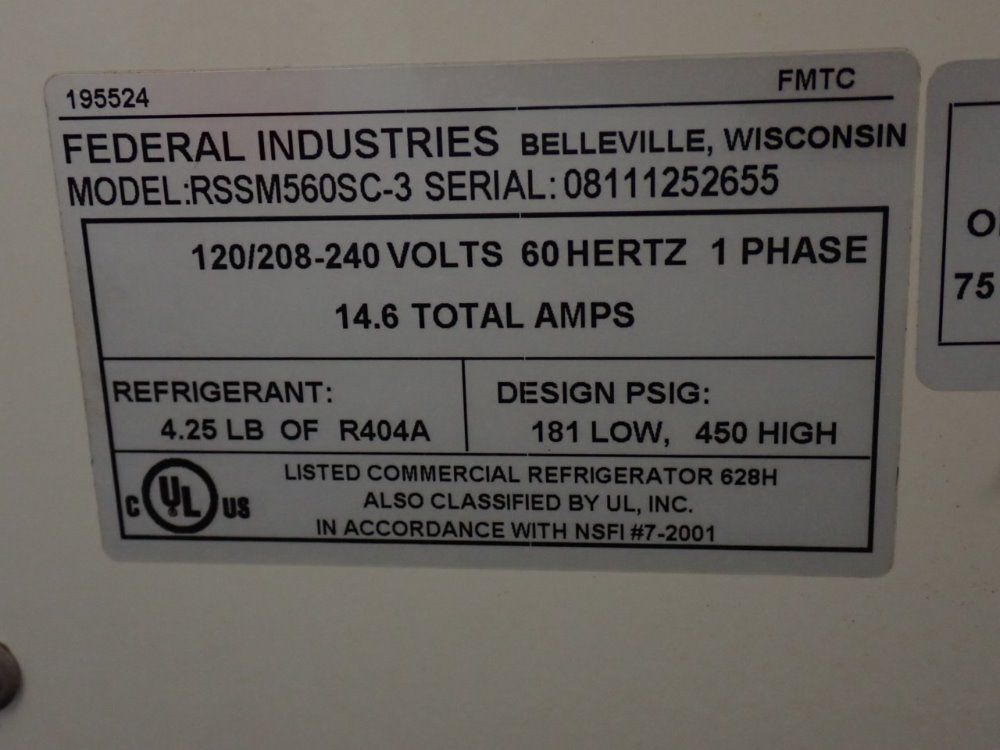 195524 FMTC
FEDERAL INDUSTRIES BELLEVILLE, WISCONSIN
MODEL:RSSM560SC-3 SERIAL: 08111252655
120/208-240 VOLTS 60 HERTZ 1 PHASE
14.6 TOTAL AMPS
REFRIGERANT:
4.25 LB OF R404A
DESIGN PSIG:
181 LOW, 450 HIGH
C UL US
LISTED COMMERCIAL REFRIGERATOR 628H
ALSO CLASSIFIED BY UL, INC.
IN ACCORDANCE WITH NSFI #7-2001
75